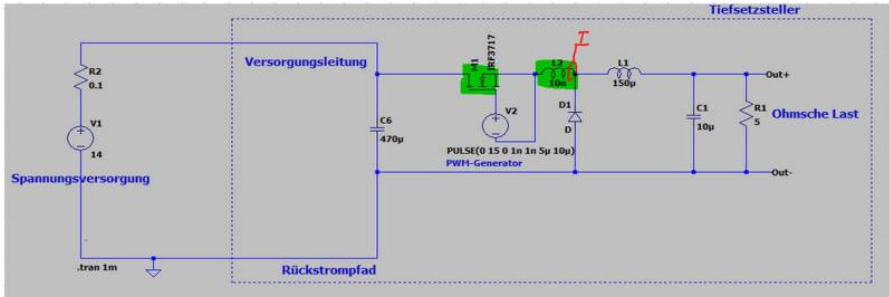 Tiefsetzsteller
Versorgungsleitung
R2
0.1
V1
14
Spannungsversorgung
.tran 1m
C6
470µ
Rückstrompfad
M1
IRF3717
V2
PULSE(0 15 0 1n 1n 5µ 10µ)
PWM-Generator
L2
10n
I
D1
D
L1
150µ
C1
10µ
R1
5
Out+
Ohmsche Last
Out-